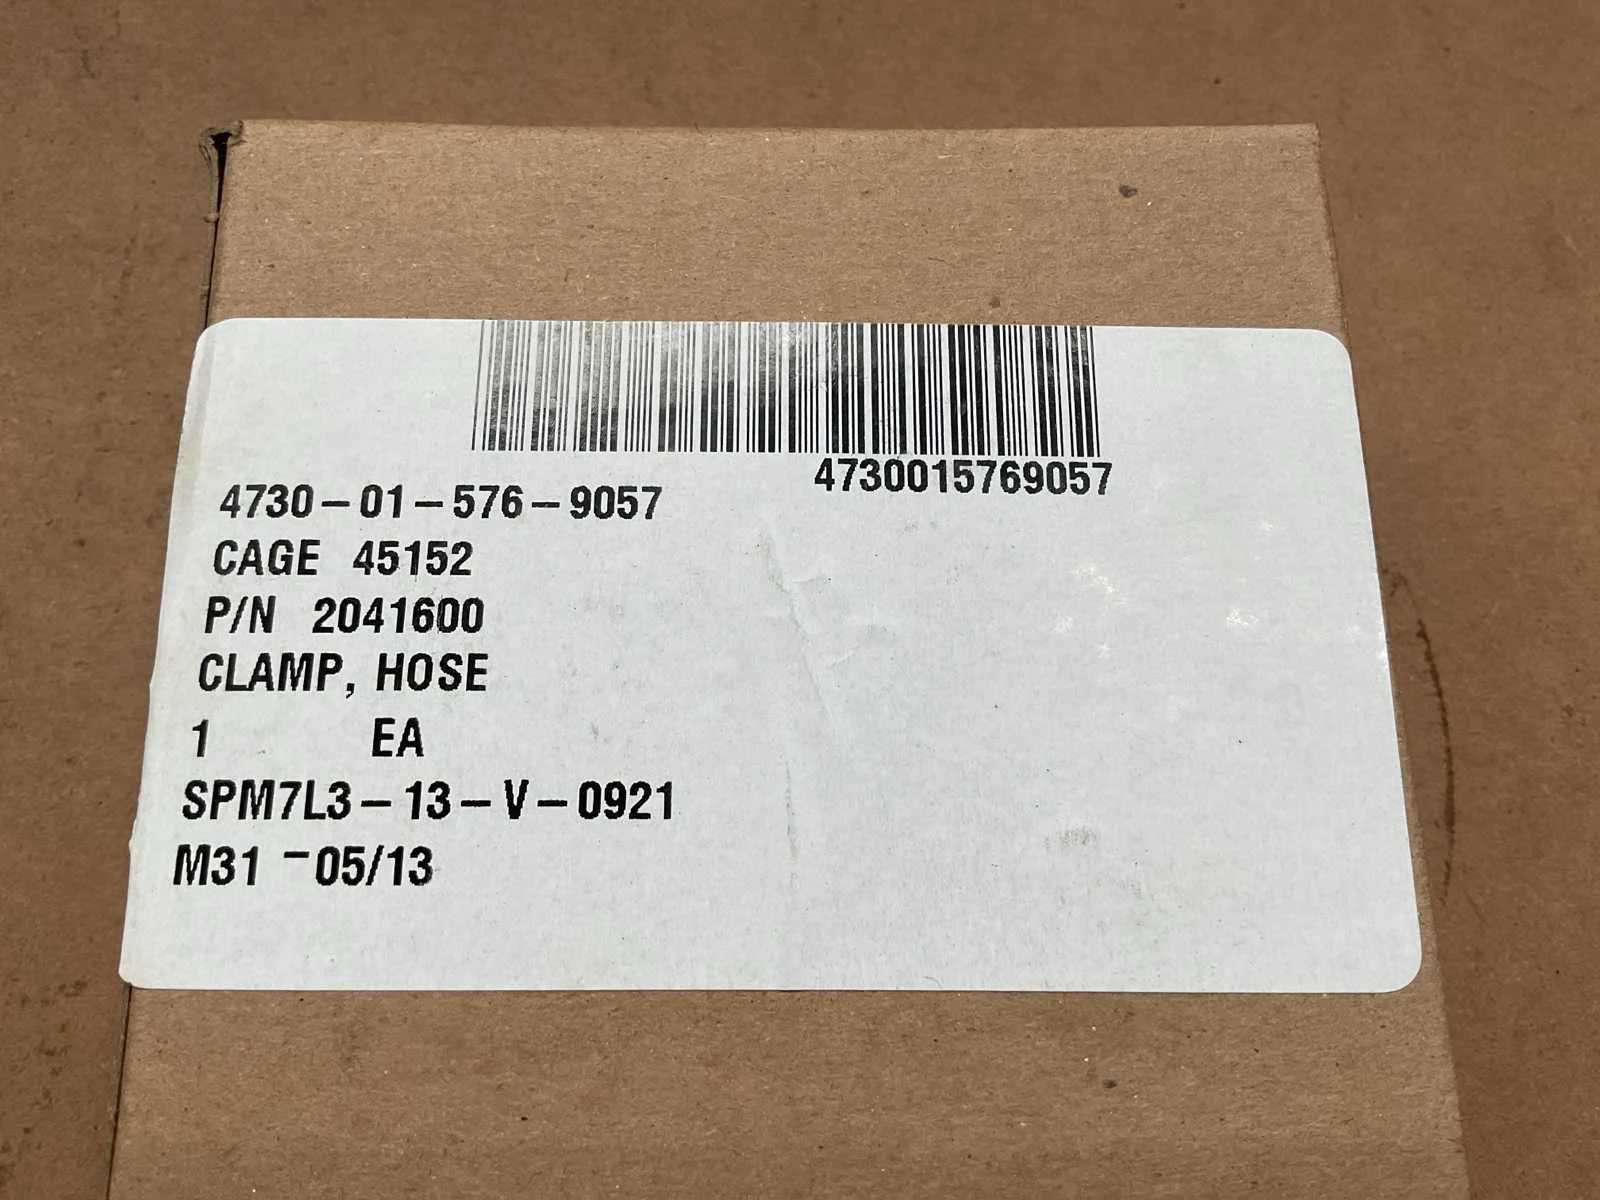 4730015769057
4730-01-576-9057
CAGE 45152
P/N 2041600
CLAMP, HOSE
1 EA
SPM7L3-13-V-0921
M31 -05/13